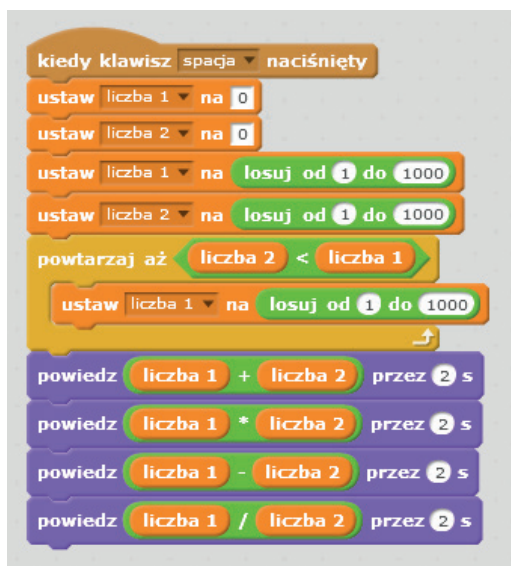 kiedy klawisz spacja naciśnięty
ustaw liczba 1 na 0
ustaw liczba 2 na 0
ustaw liczba 1 na losuj od 1 do 1000
ustaw liczba 2 na losuj od 1 do 1000
powtarzaj aż liczba 2 < liczba 1
ustaw liczba 1 na losuj od 1 do 1000
powiedz liczba 1 + liczba 2 przez 2 s
powiedz liczba 1 * liczba 2 przez 2 s
powiedz liczba 1 - liczba 2 przez 2 s
powiedz liczba 1 / liczba 2 przez 2 s